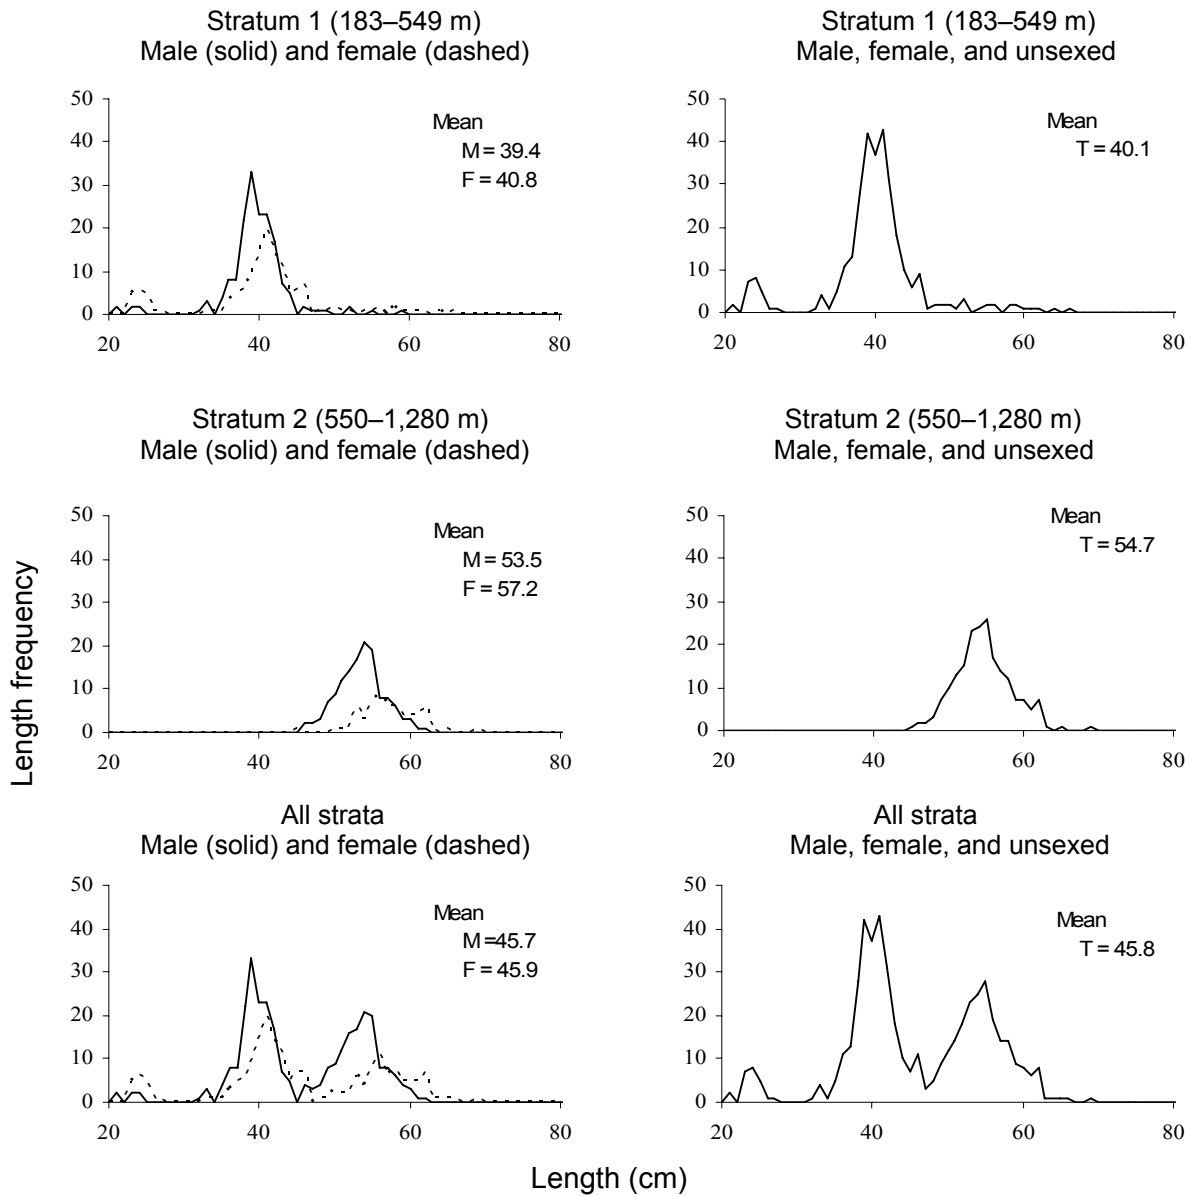 Stratum 1 (183–549 m)
Male (solid) and female (dashed)
50
40
30
20
10
0
20 40 60 80
Mean
M = 39.4
F = 40.8
Stratum 1 (183–549 m)
Male, female, and unsexed
50
40
30
20
10
0
20 40 60 80
Mean
T = 40.1
Stratum 2 (550–1,280 m)
Male (solid) and female (dashed)
50
40
30
20
10
0
20 40 60 80
Mean
M = 53.5
F = 57.2
Stratum 2 (550–1,280 m)
Male, female, and unsexed
50
40
30
20
10
0
20 40 60 80
Mean
T = 54.7
Length frequency
All strata
Male (solid) and female (dashed)
50
40
30
20
10
0
20 40 60 80
Mean
M =45.7
F = 45.9
All strata
Male, female, and unsexed
50
40
30
20
10
0
20 40 60 80
Mean
T = 45.8
Length (cm)